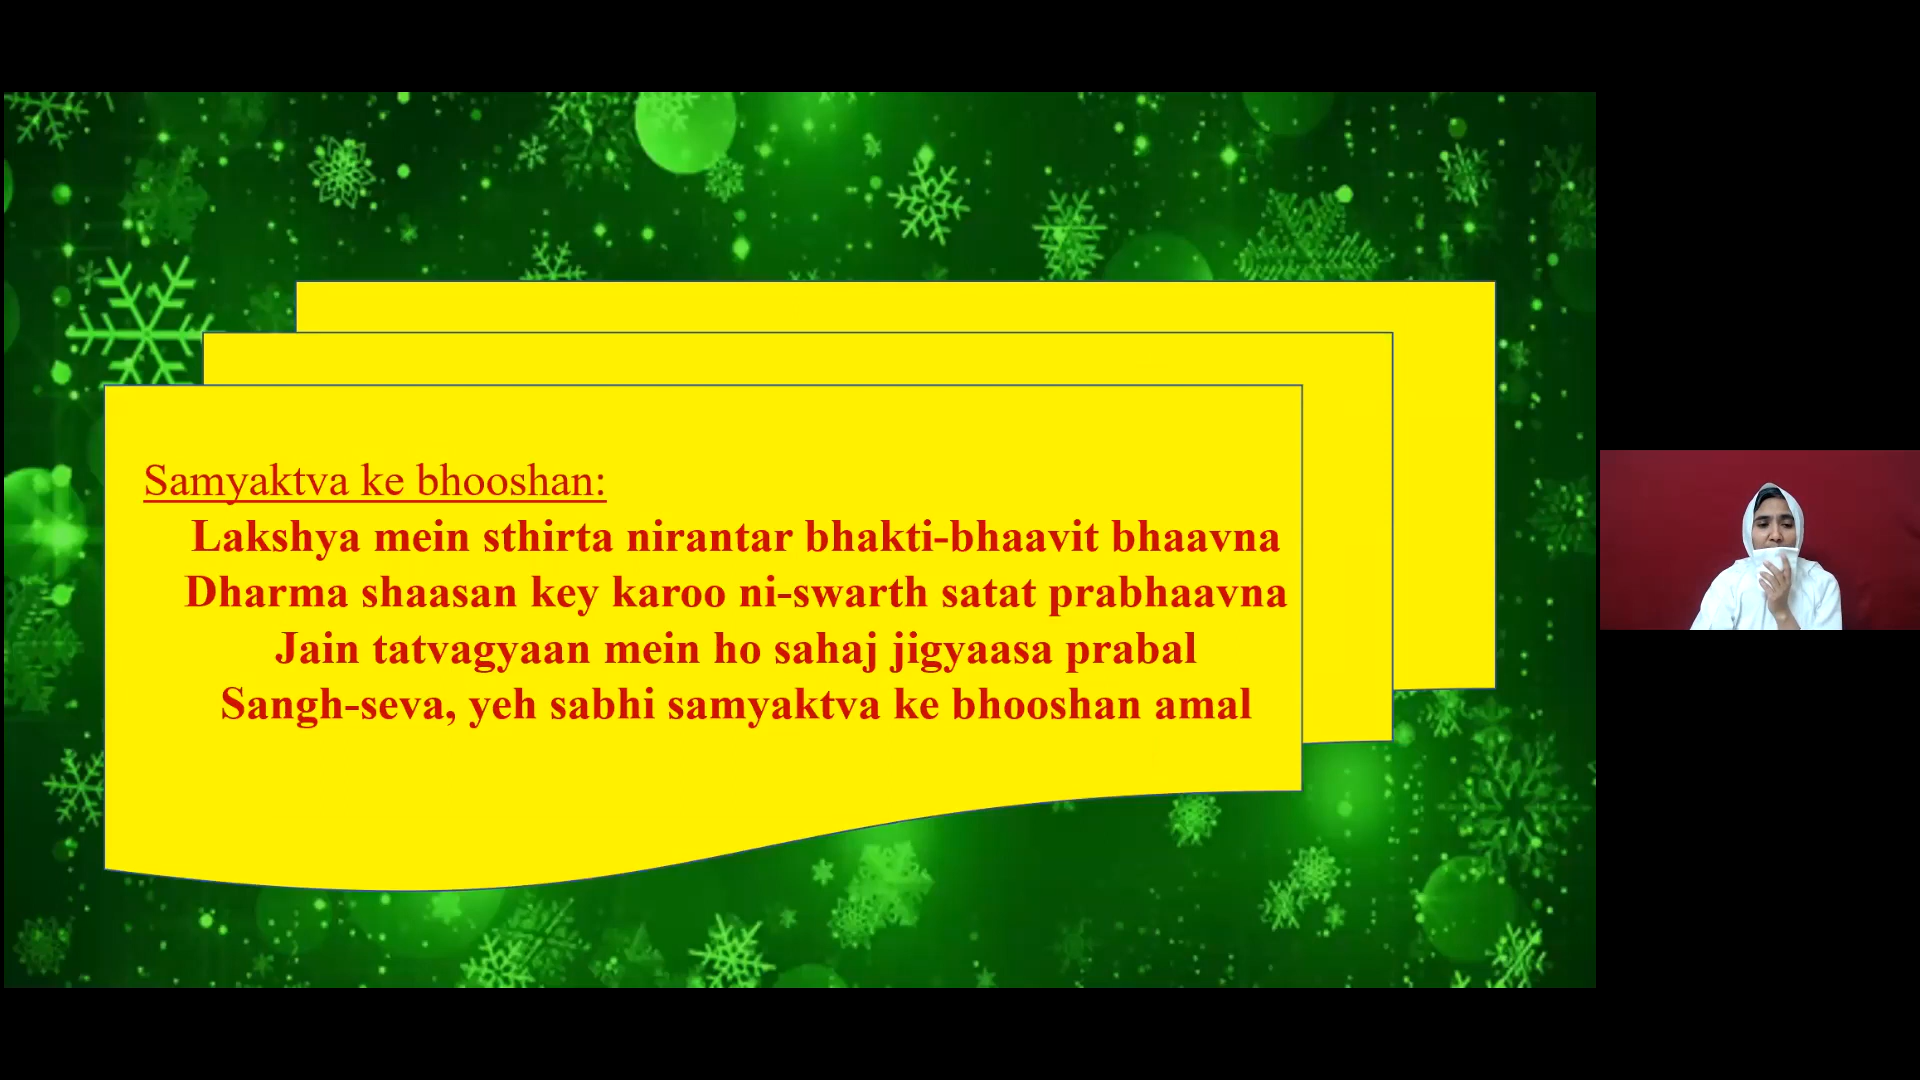 Samyaktva ke bhooshan:
Lakshya mein sthirta nirantar bhakti-bhaavit bhaavna
Dharma shaasan key karoo ni-swarth satat prabhaavna
Jain tatvagyaan mein ho sahaj jigyaasa prabal
Sangh-seva, yeh sabhi samyaktva ke bhooshan amal